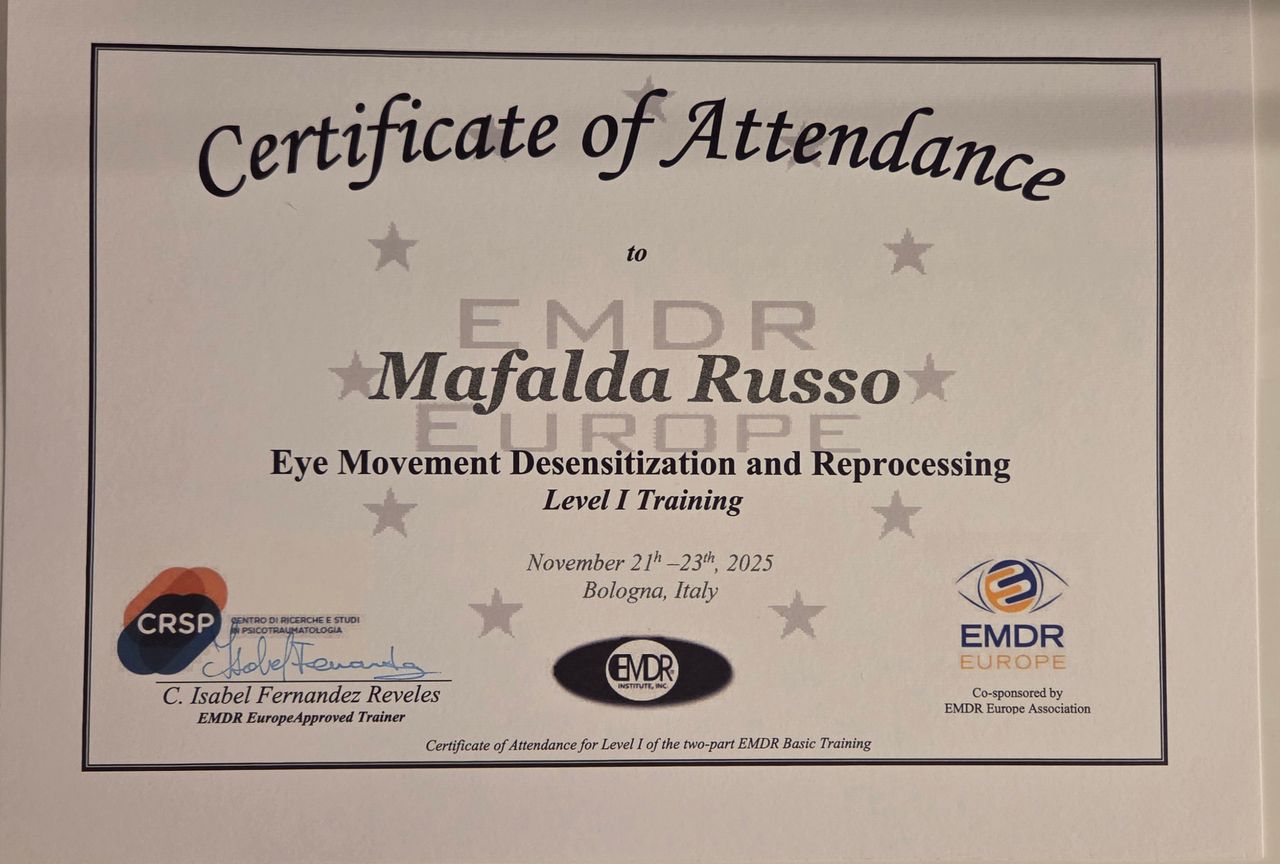 Certificate of Attendance
to
EMDR
Mafalda Russo
EUROPE
Eye Movement Desensitization and Reprocessing
Level I Training
November 21h –23th, 2025
Bologna, Italy
CRSP
CENTRO DI RICERCHE E STUDI
IN PSICOTRAUMATOLOGIA
Isabel Fernandez
C. Isabel Fernandez Reveles
EMDR EuropeApproved Trainer
EMDR
INSTITUTE, INC.
EMDR
EUROPE
Co-sponsored by
EMDR Europe Association
Certificate of Attendance for Level I of the two-part EMDR Basic Training